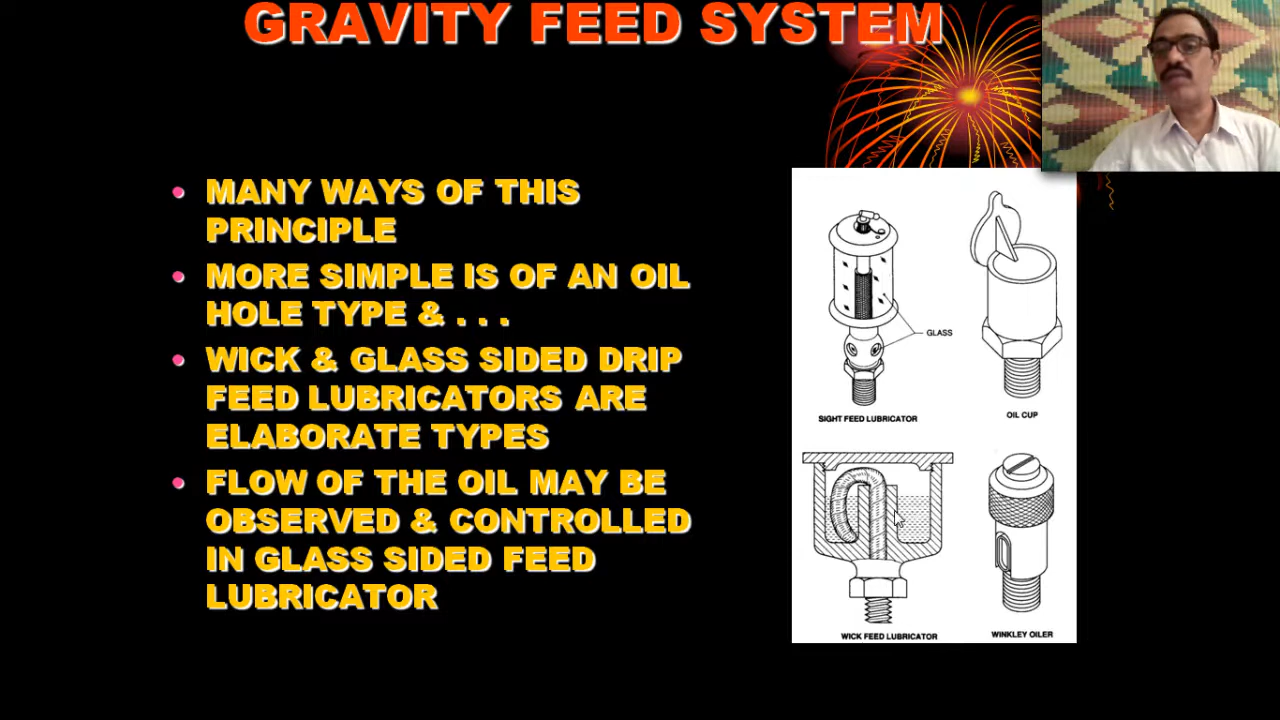 GRAVITY FEED SYSTEM
• MANY WAYS OF THIS
PRINCIPLE
• MORE SIMPLE IS OF AN OIL
HOLE TYPE & . . .
• WICK & GLASS SIDED DRIP
FEED LUBRICATORS ARE
ELABORATE TYPES
• FLOW OF THE OIL MAY BE
OBSERVED & CONTROLLED
IN GLASS SIDED FEED
LUBRICATOR
GLASS
SIGHT FEED LUBRICATOR
OIL CUP
WICK FEED LUBRICATOR
WINKLEY OILER